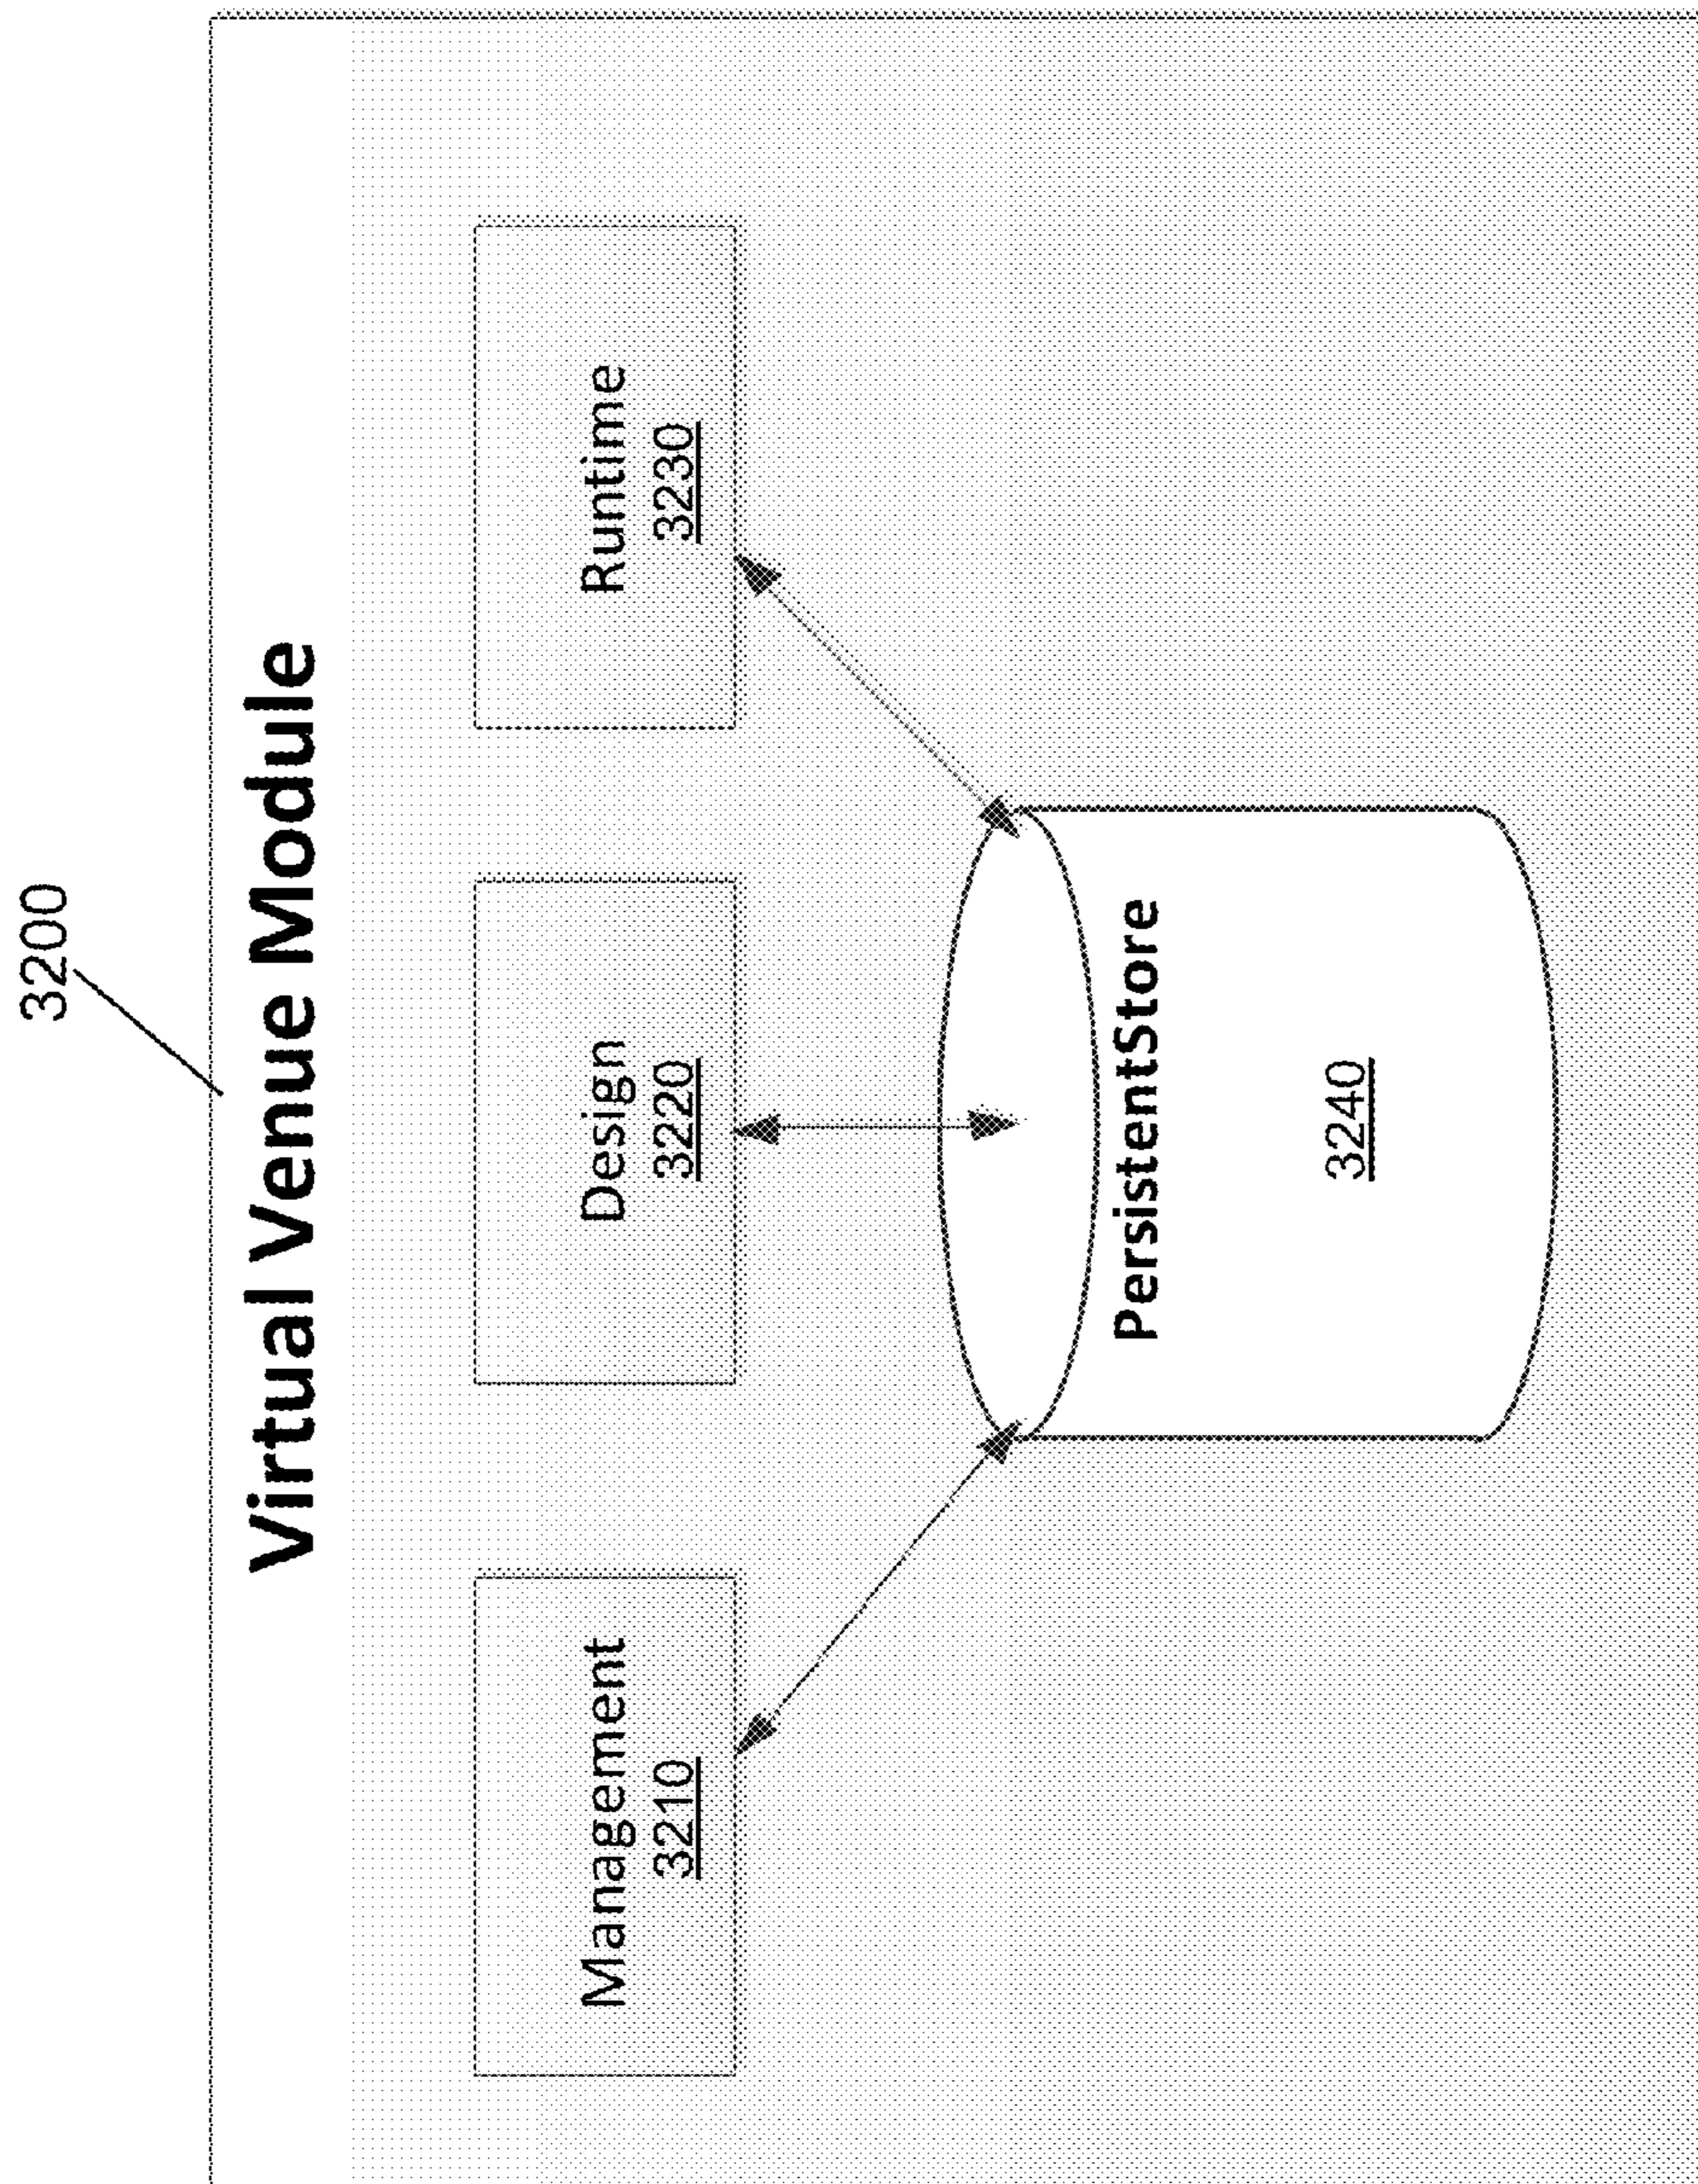 3200
Virtual Venue Module
Management
3210
Design
3220
Runtime
3230
PersistentStore
3240